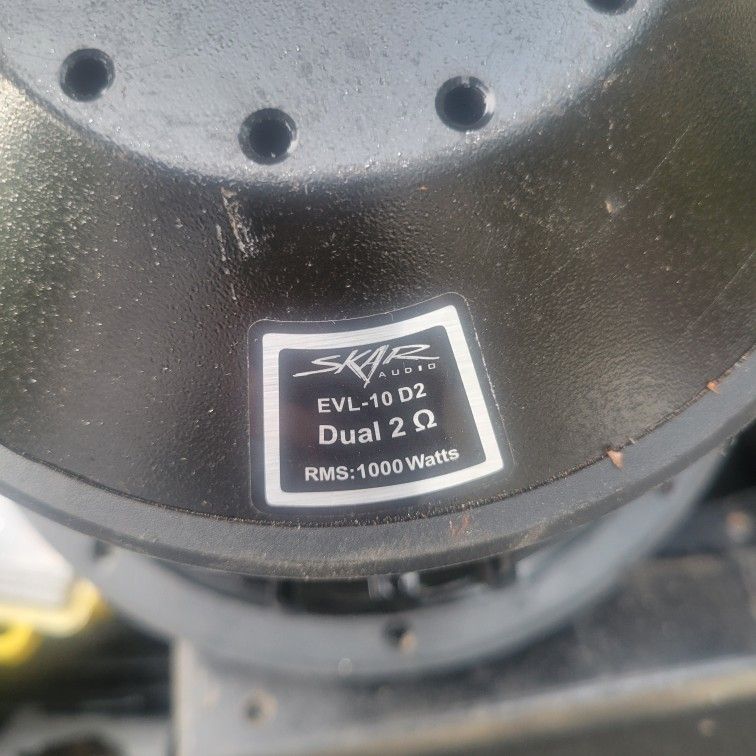 SKAR
AUDIO
EVL-10 D2
Dual 2 Ω
RMS:1000 Watts